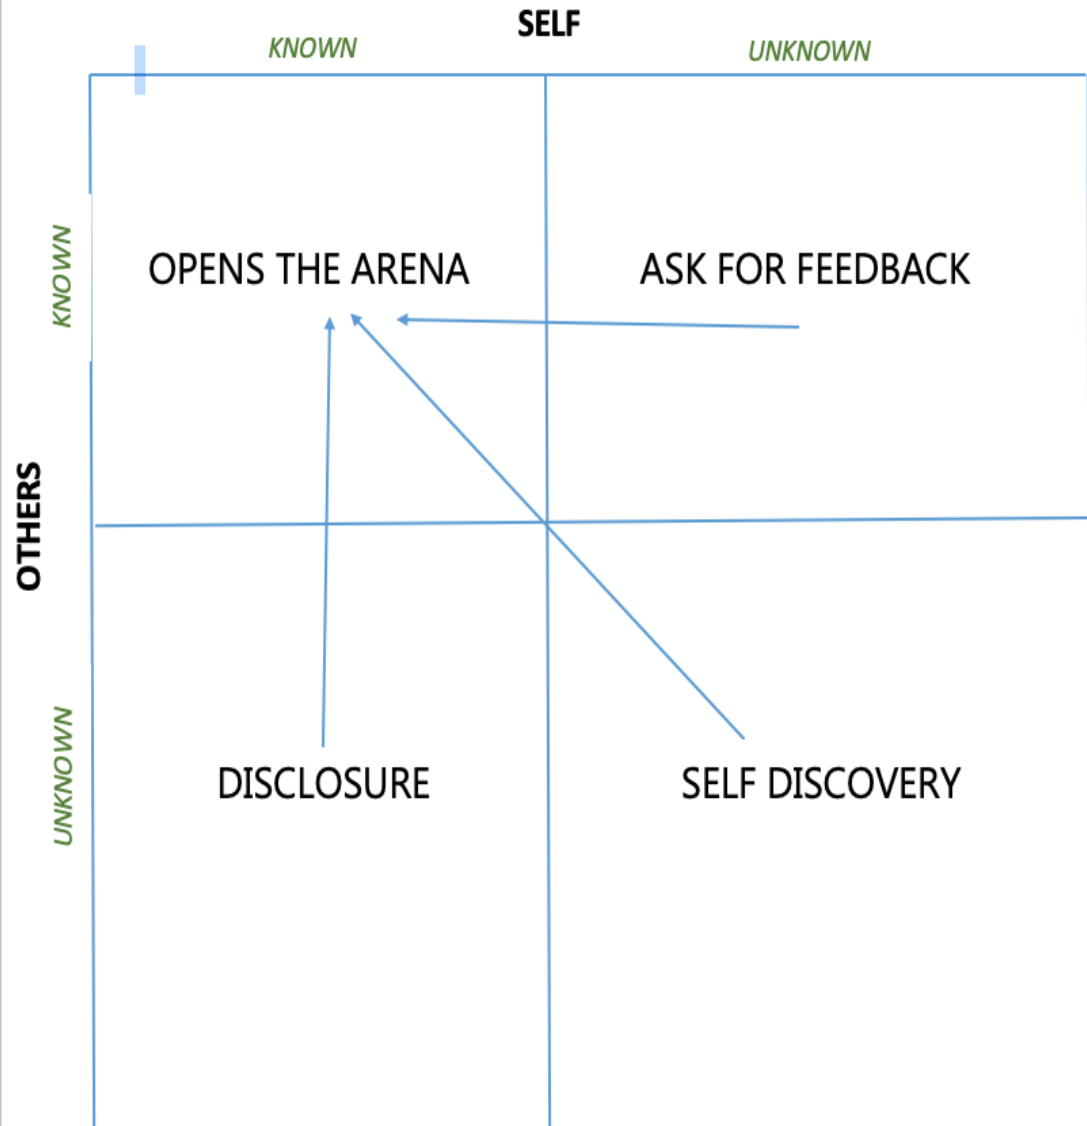 SELF
KNOWN
UNKNOWN
KNOWN
OPENS THE ARENA
ASK FOR FEEDBACK
OTHERS
UNKNOWN
DISCLOSURE
SELF DISCOVERY